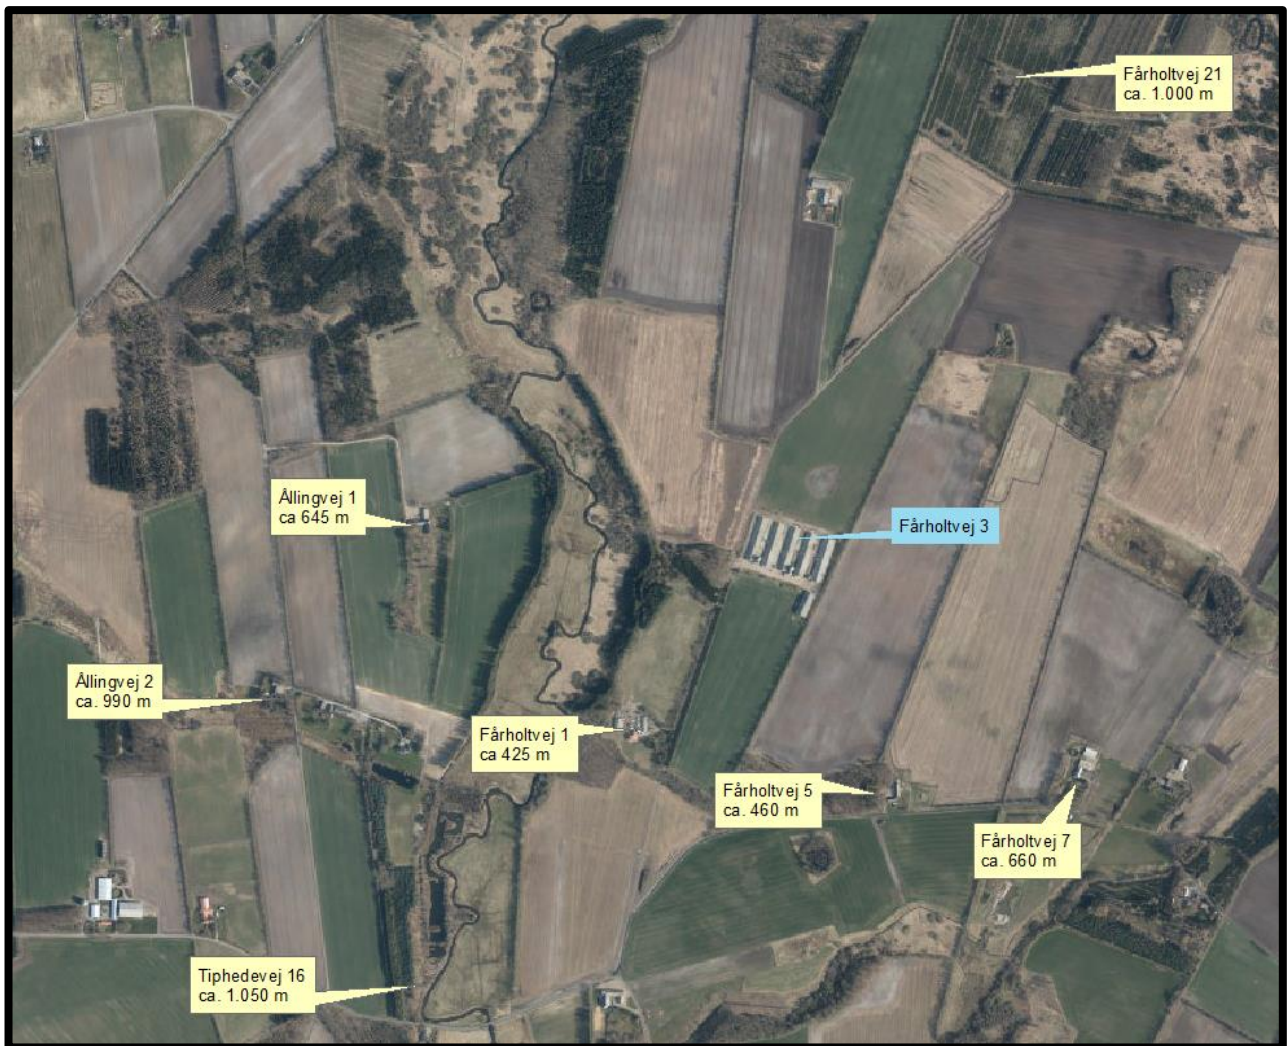 Fårholtvej 21
ca. 1.000 m
Ållingvej 1
ca 645 m
Fårholtvej 3
Ållingvej 2
ca. 990 m
Fårholtvej 1
ca 425 m
Fårholtvej 5
ca. 460 m
Fårholtvej 7
ca. 660 m
Tiphedevej 16
ca. 1.050 m